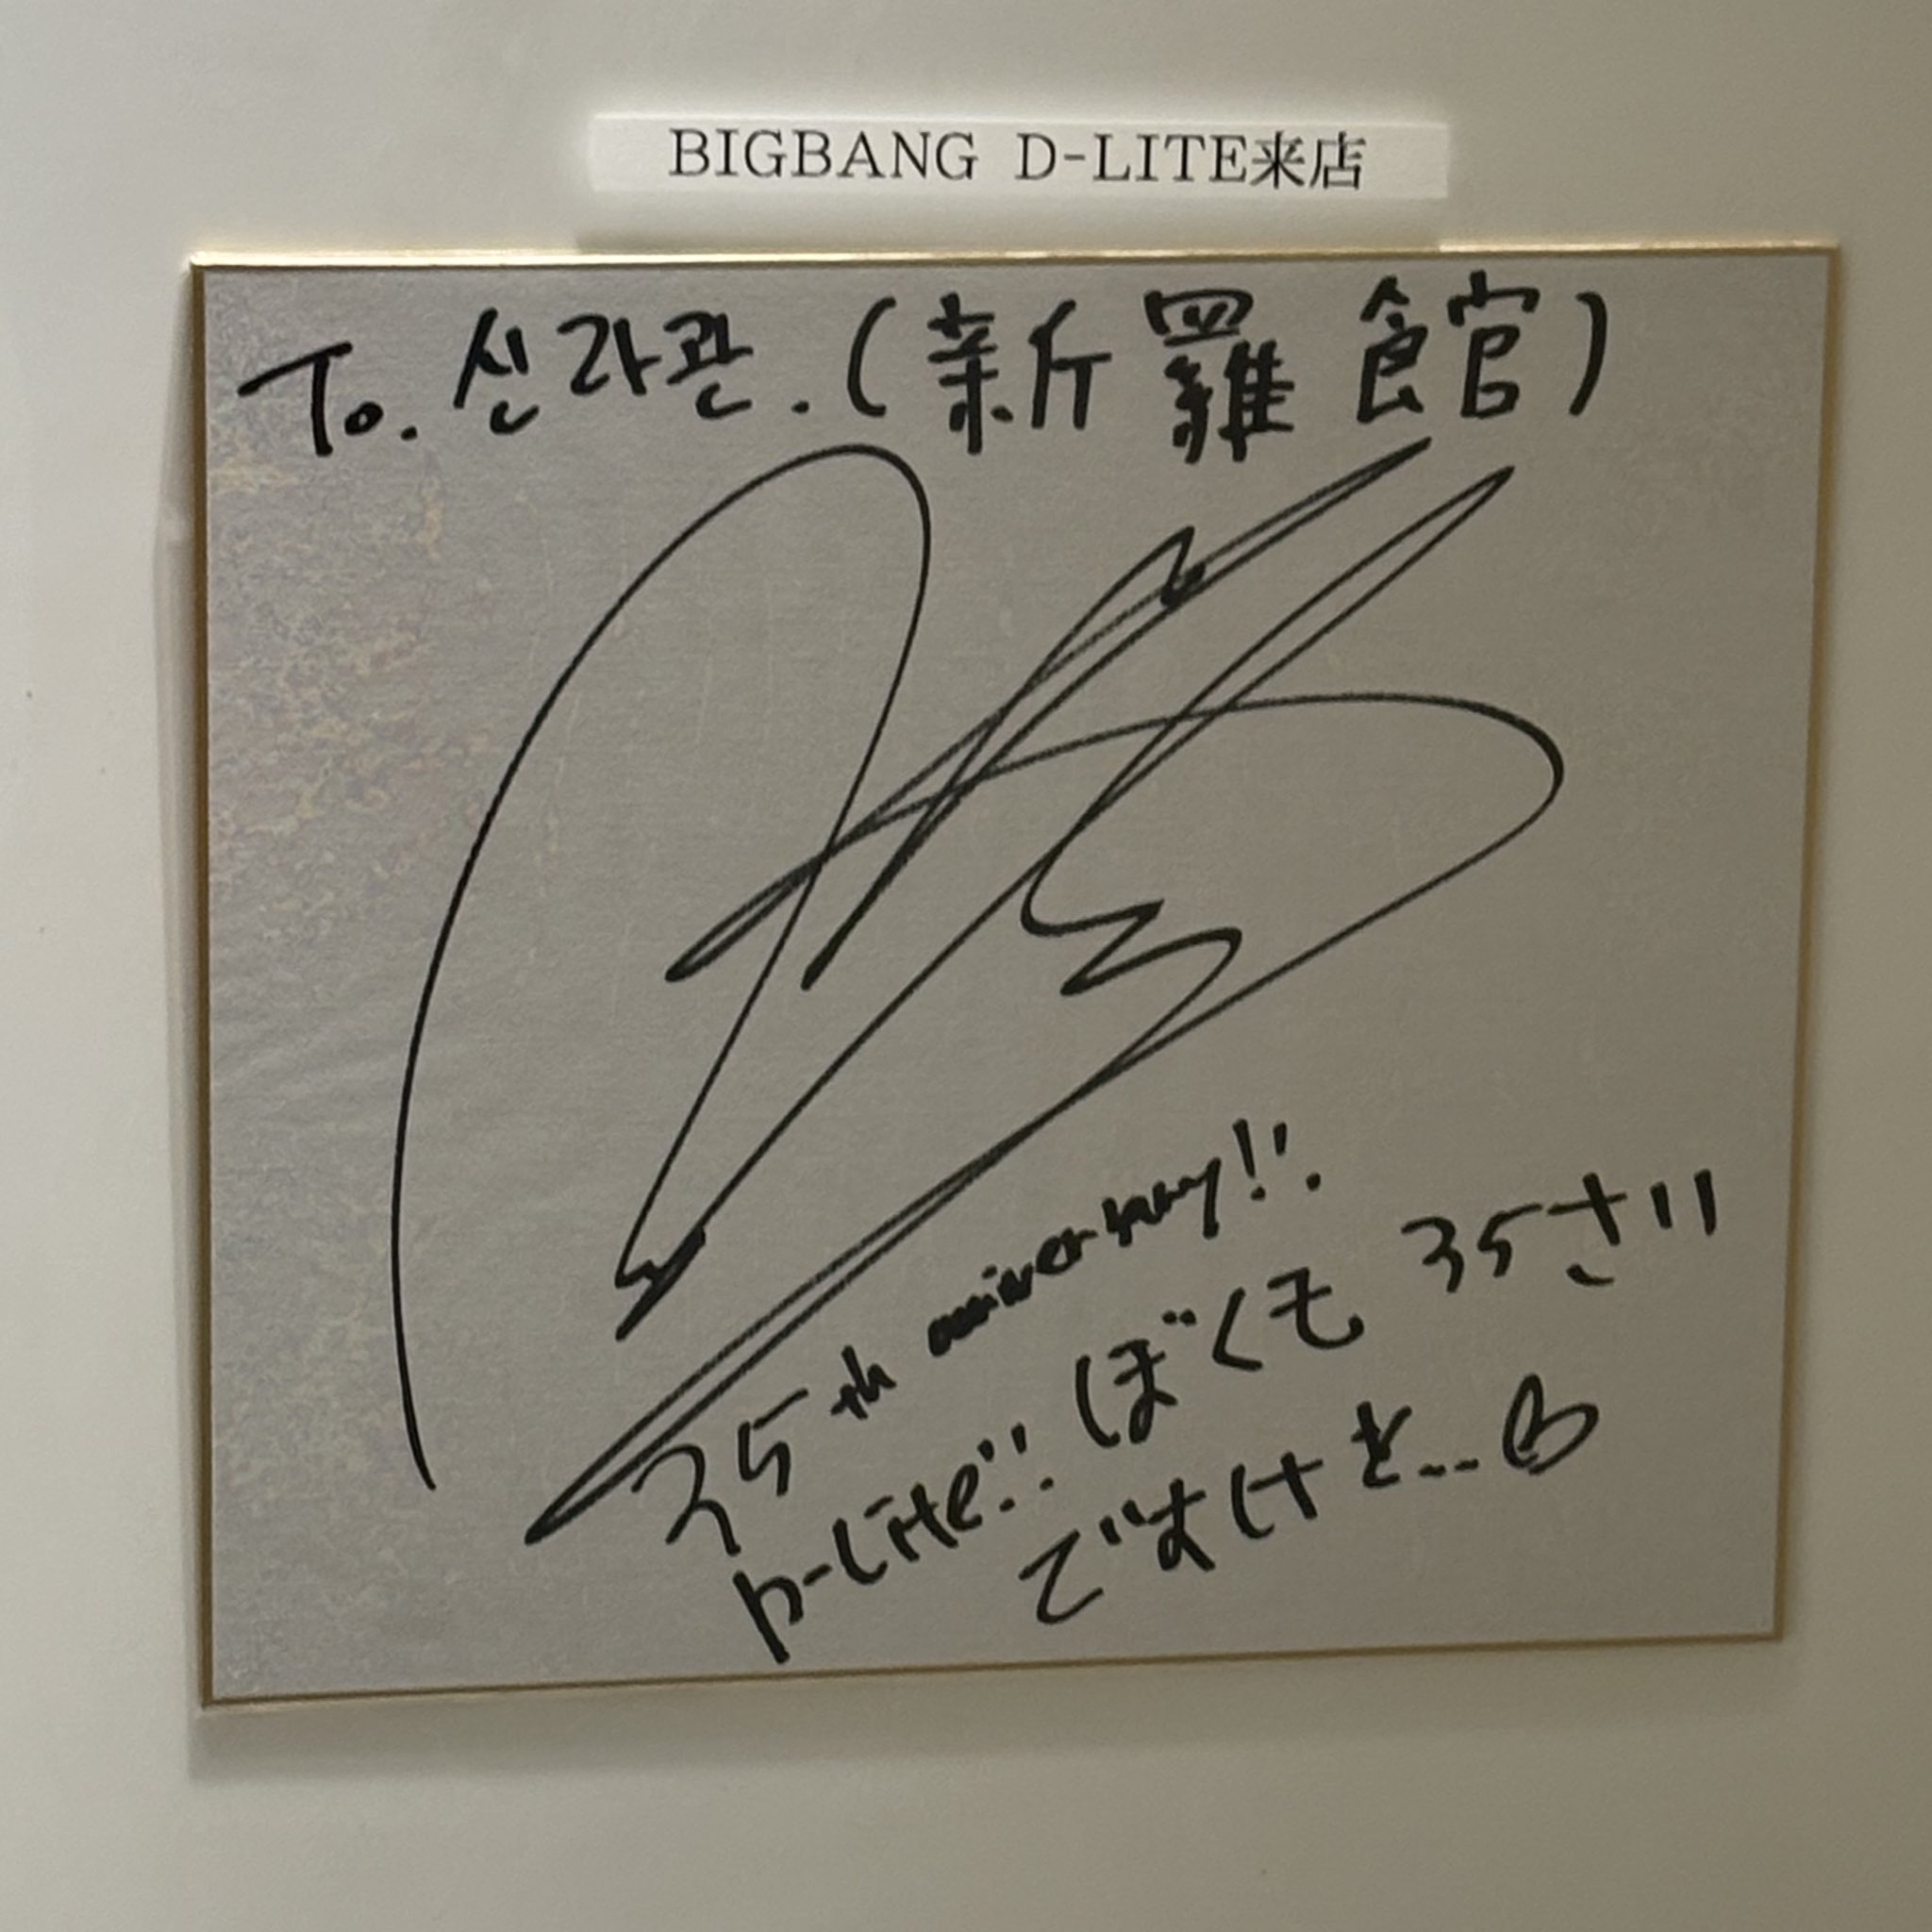 BIGBANG D-LITE来店
To. 신라관. (新羅館)
35th anniversary!!
D-Lite!! ぼくも 35さい
ですけど...